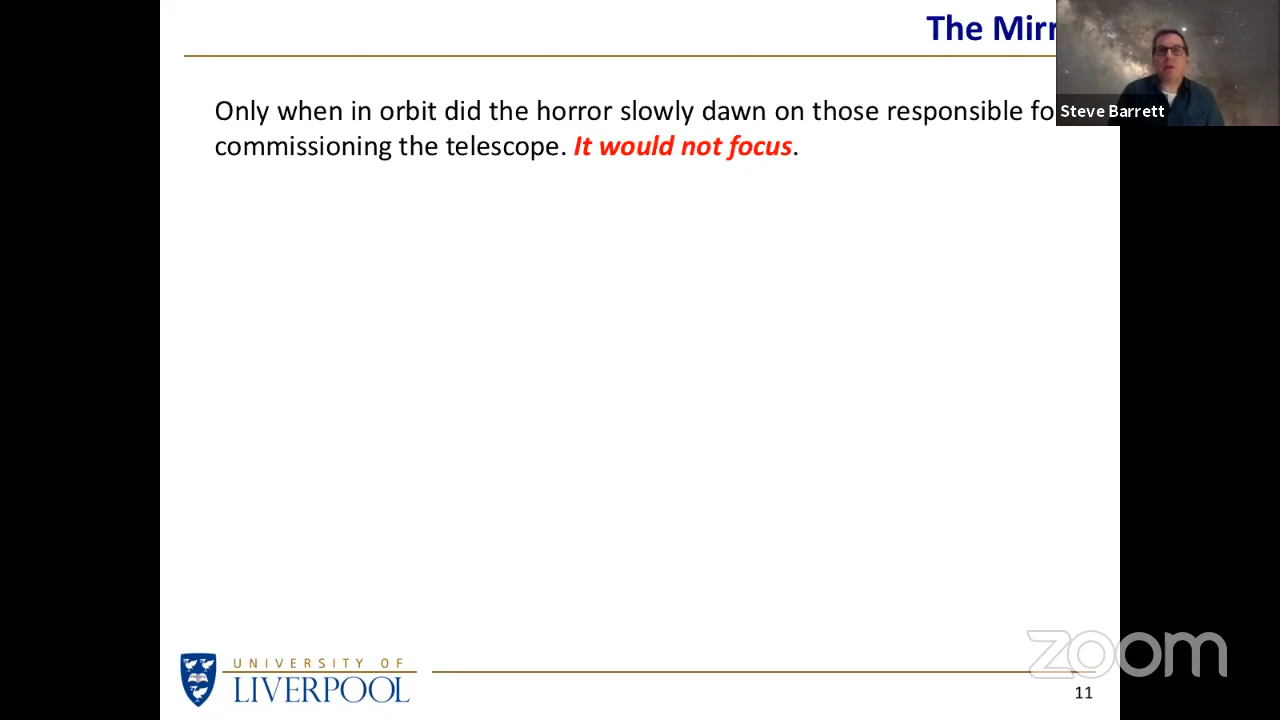 The Mirr
Steve Barrett
Only when in orbit did the horror slowly dawn on those responsible fo
commissioning the telescope. It would not focus.
UNIVERSITY OF
LIVERPOOL
zoom
11